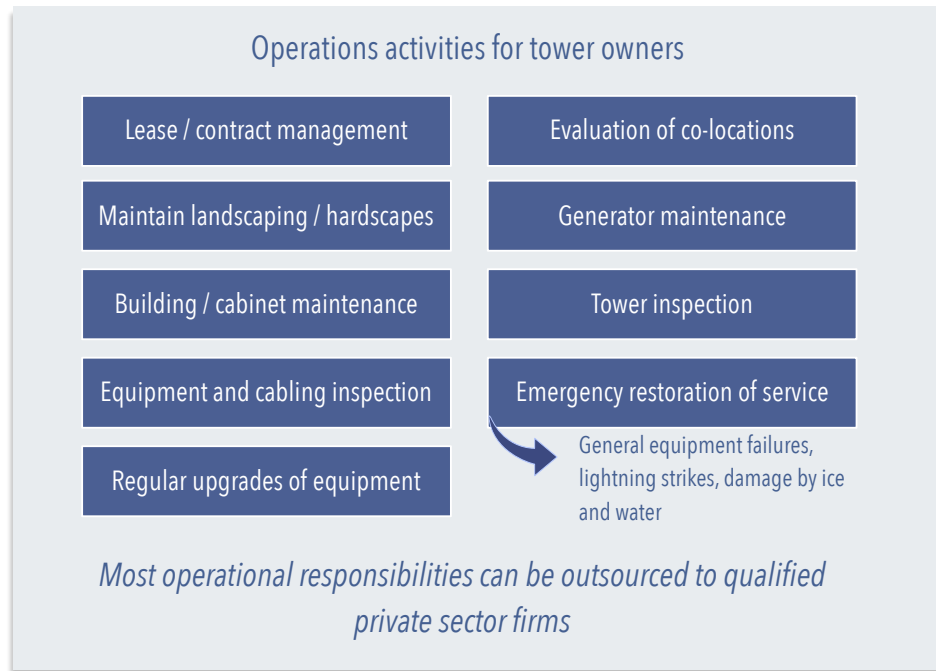 Operations activities for tower owners
Lease / contract management
Evaluation of co-locations
Maintain landscaping / hardscapes
Generator maintenance
Building / cabinet maintenance
Tower inspection
Equipment and cabling inspection
Emergency restoration of service
Regular upgrades of equipment
General equipment failures,
lightning strikes, damage by ice
and water
Most operational responsibilities can be outsourced to qualified
private sector firms